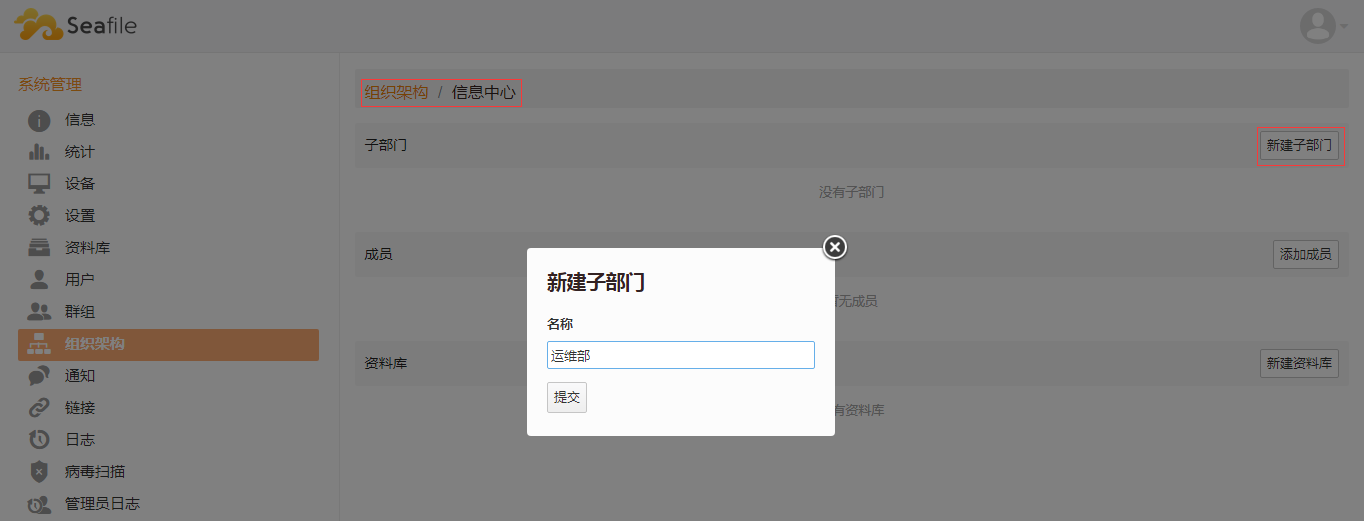 Seafile
系统管理
信息
统计
设备
设置
资料库
用户
群组
组织架构
通知
链接
日志
病毒扫描
管理员日志
组织架构 / 信息中心
子部门
新建子部门
没有子部门
成员
添加成员
无成员
资料库
新建资料库
有资料库
新建子部门
名称
运维部
提交